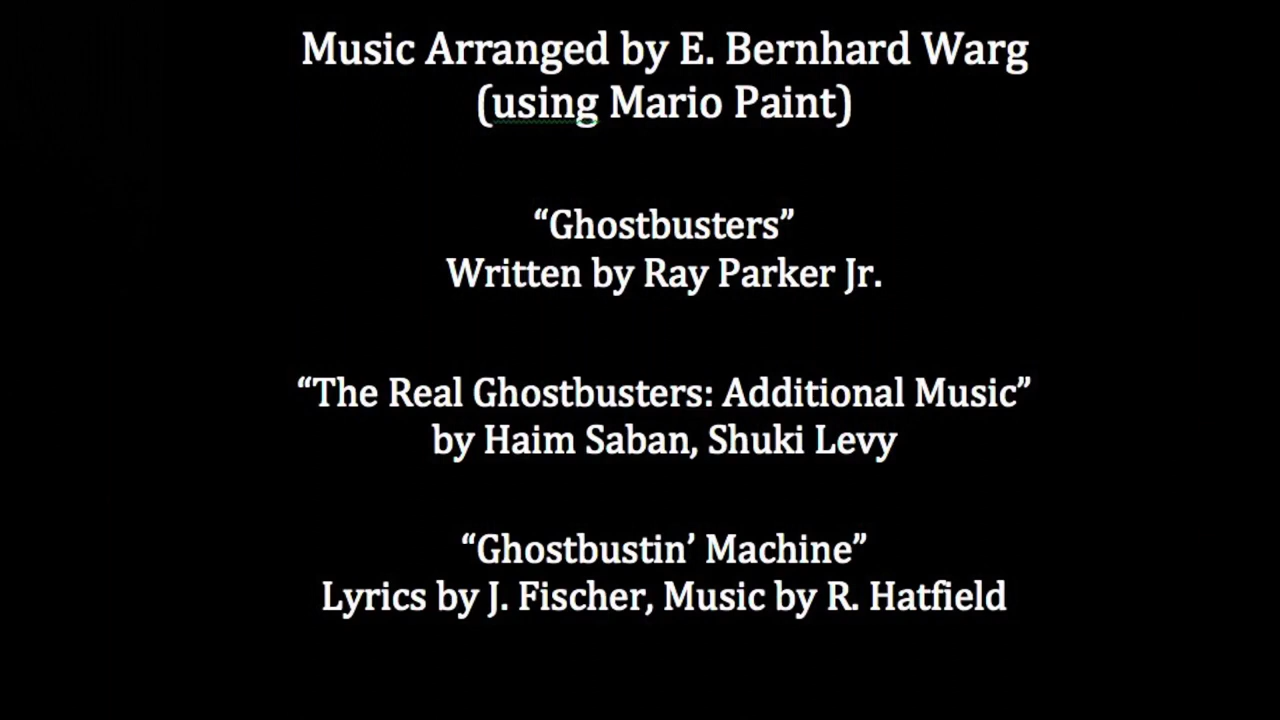 Music Arranged by E. Bernhard Warg
(using Mario Paint)
“Ghostbusters”
Written by Ray Parker Jr.
“The Real Ghostbusters: Additional Music”
by Haim Saban, Shuki Levy
“Ghostbustin’ Machine”
Lyrics by J. Fischer, Music by R. Hatfield